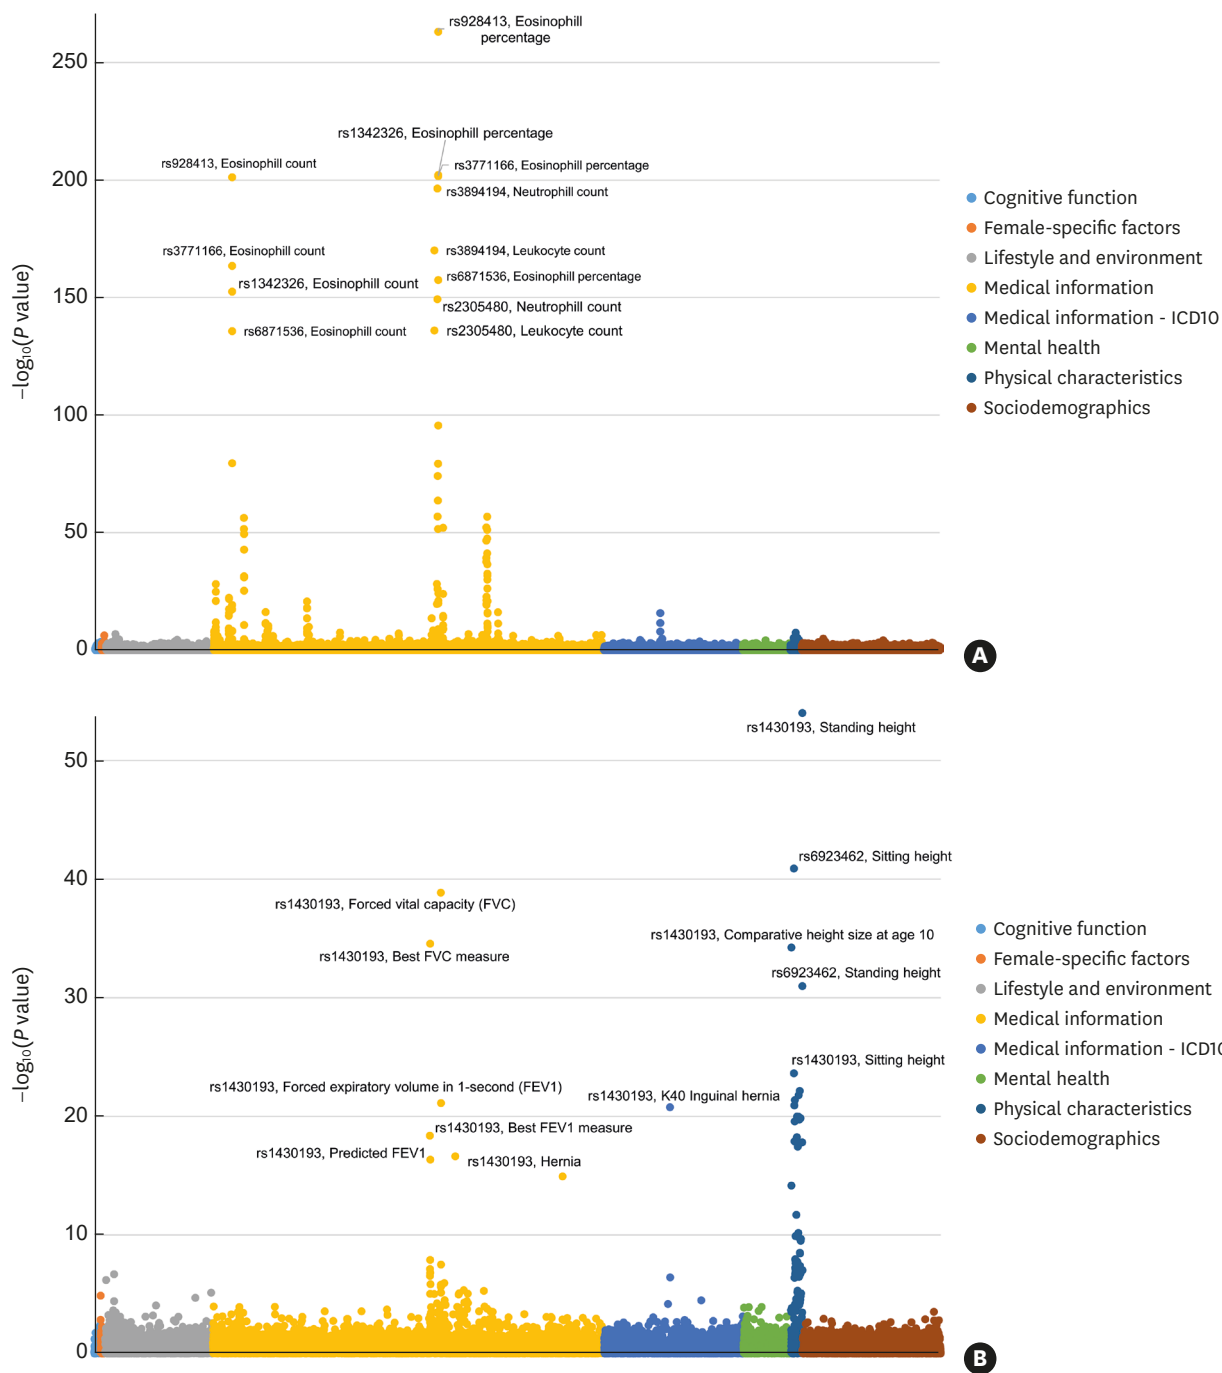 rs928413, Eosinophill
percentage
250
rs1342326, Eosinophill percentage
rs928413, Eosinophill count
rs3771166, Eosinophill percentage
200
rs3894194, Neutrophill count
Cognitive function
Female-specific factors
rs3771166, Eosinophill count
rs3894194, Leukocyte count
Lifestyle and environment
rs1342326, Eosinophill count
rs6871536, Eosinophill percentage
Medical information
150
rs2305480, Neutrophill count
Medical information - ICD10
rs6871536, Eosinophill count
rs2305480, Leukocyte count
Mental health
−log10(P value)
Physical characteristics
100
Sociodemographics
50
0
A
rs1430193, Standing height
50
rs6923462, Sitting height
40
rs1430193, Forced vital capacity (FVC)
rs1430193, Comparative height size at age 10
Cognitive function
rs1430193, Best FVC measure
Female-specific factors
rs6923462, Standing height
Lifestyle and environment
30
−log10(P value)
Medical information
Medical information - ICD10
rs1430193, Sitting height
Mental health
rs1430193, Forced expiratory volume in 1-second (FEV1)
rs1430193, K40 Inguinal hernia
Physical characteristics
20
rs1430193, Best FEV1 measure
Sociodemographics
rs1430193, Predicted FEV1
rs1430193, Hernia
10
0
B